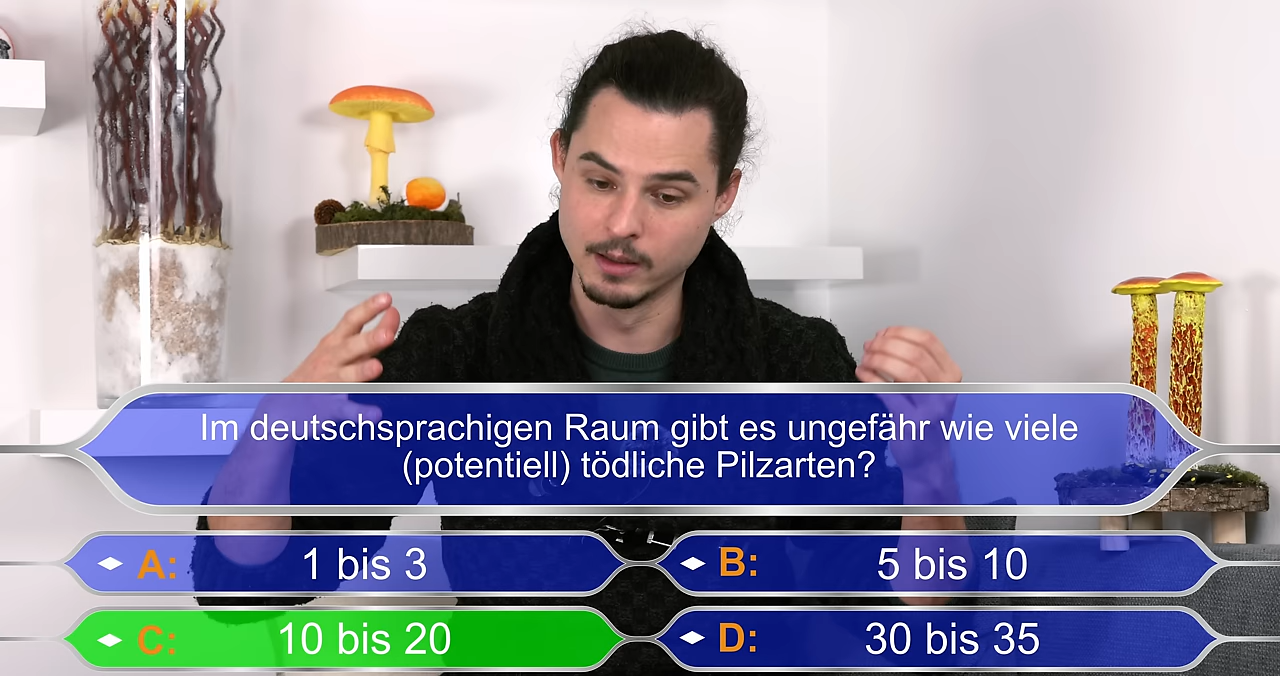 Im deutschsprachigen Raum gibt es ungefähr wie viele
(potentiell) tödliche Pilzarten?
A: 1 bis 3
B: 5 bis 10
C: 10 bis 20
D: 30 bis 35